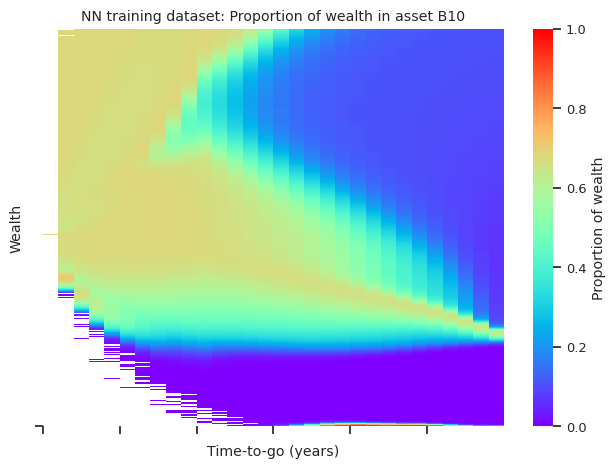 NN training dataset: Proportion of wealth in asset B10
Wealth
Time-to-go (years)
1.0
0.8
0.6
0.4
0.2
0.0
Proportion of wealth